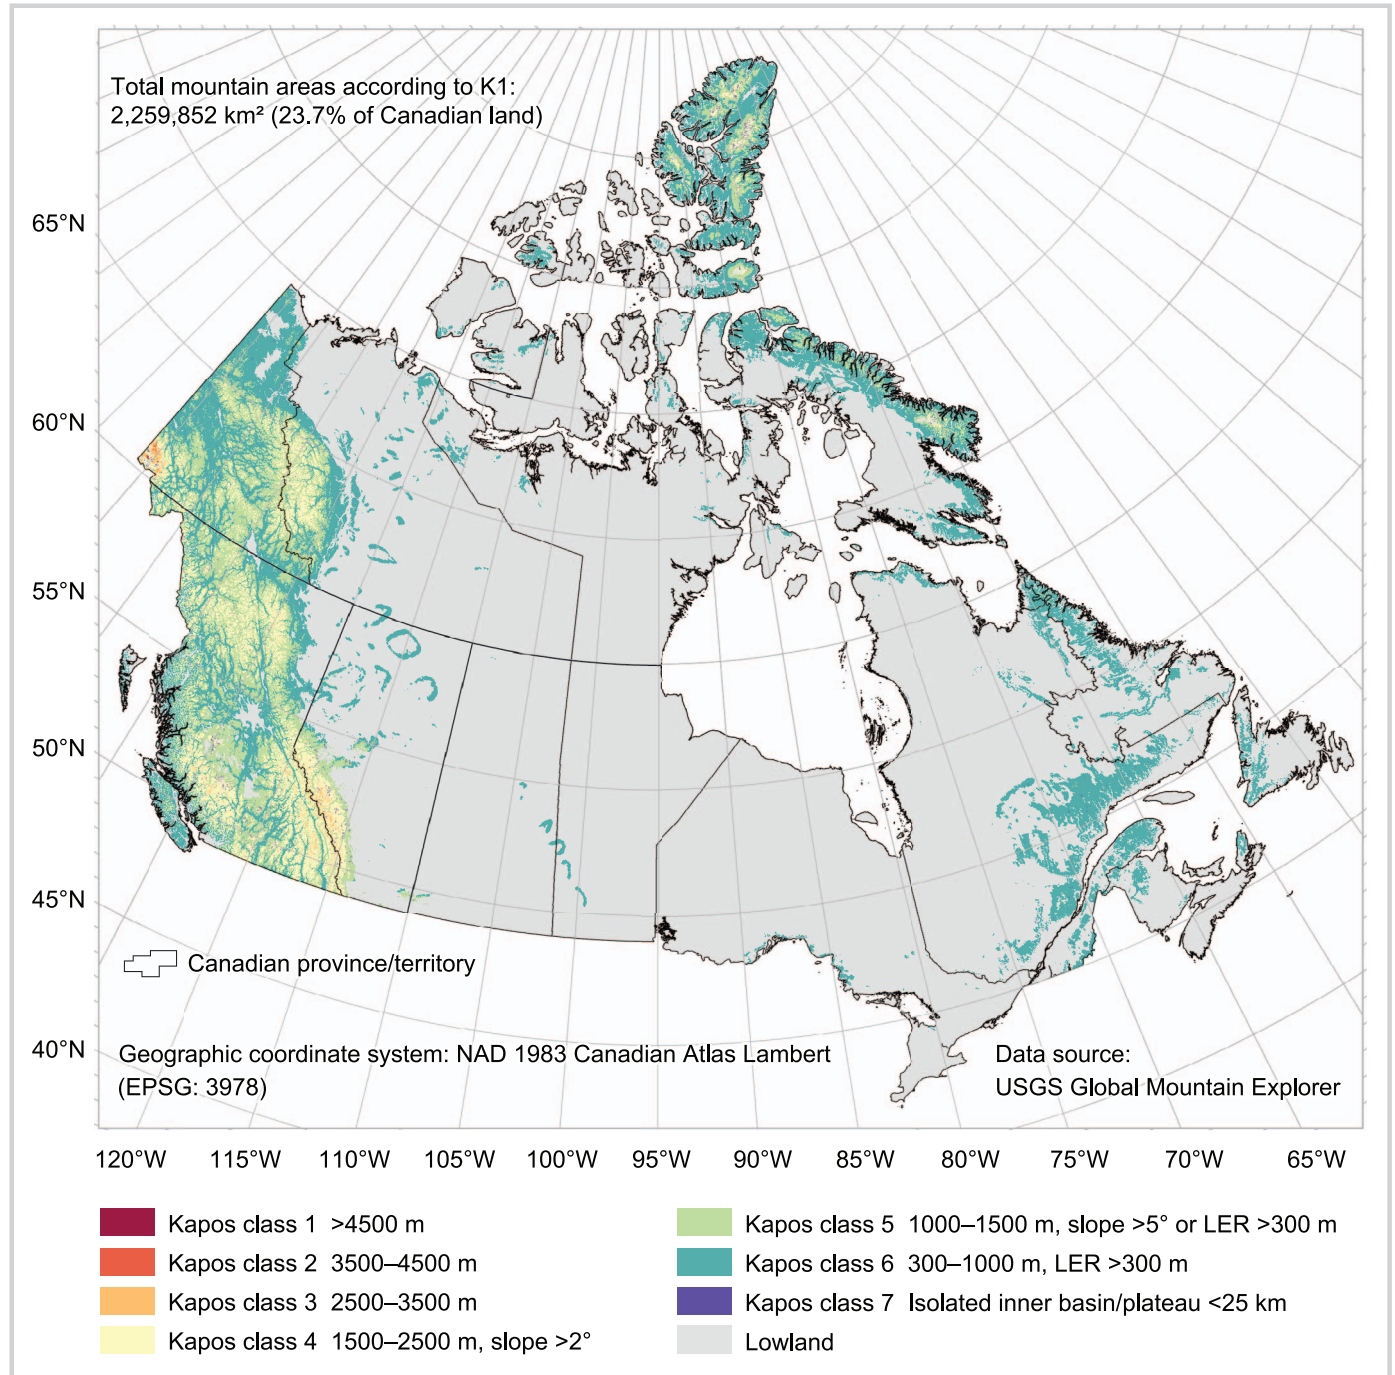 Total mountain areas according to K1:
2,259,852 km² (23.7% of Canadian land)
65°N
60°N
55°N
50°N
45°N
40°N
Canadian province/territory
Geographic coordinate system: NAD 1983 Canadian Atlas Lambert
(EPSG: 3978)
Data source:
USGS Global Mountain Explorer
120°W 115°W 110°W 105°W 100°W 95°W 90°W 85°W 80°W 75°W 70°W 65°W
Kapos class 1 >4500 m
Kapos class 2 3500–4500 m
Kapos class 3 2500–3500 m
Kapos class 4 1500–2500 m, slope >2°
Kapos class 5 1000–1500 m, slope >5° or LER >300 m
Kapos class 6 300–1000 m, LER >300 m
Kapos class 7 Isolated inner basin/plateau <25 km
Lowland